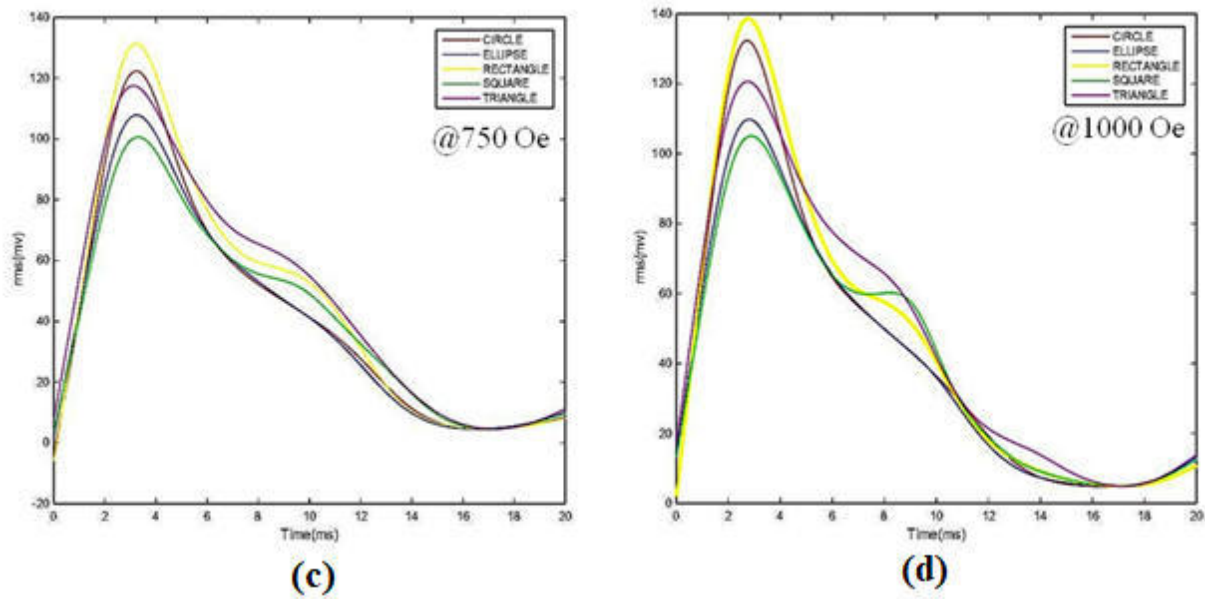 140
120
100
80
60
40
20
0
-20
rms(mv)
0 2 4 6 8 10 12 14 16 18 20
Time(ms)
CIRCLE
ELLIPSE
RECTANGLE
SQUARE
TRIANGLE
@750 Oe
(c)
140
120
100
80
60
40
20
0
rms(mv)
0 2 4 6 8 10 12 14 16 18 20
Time(ms)
CIRCLE
ELLIPSE
RECTANGLE
SQUARE
TRIANGLE
@1000 Oe
(d)